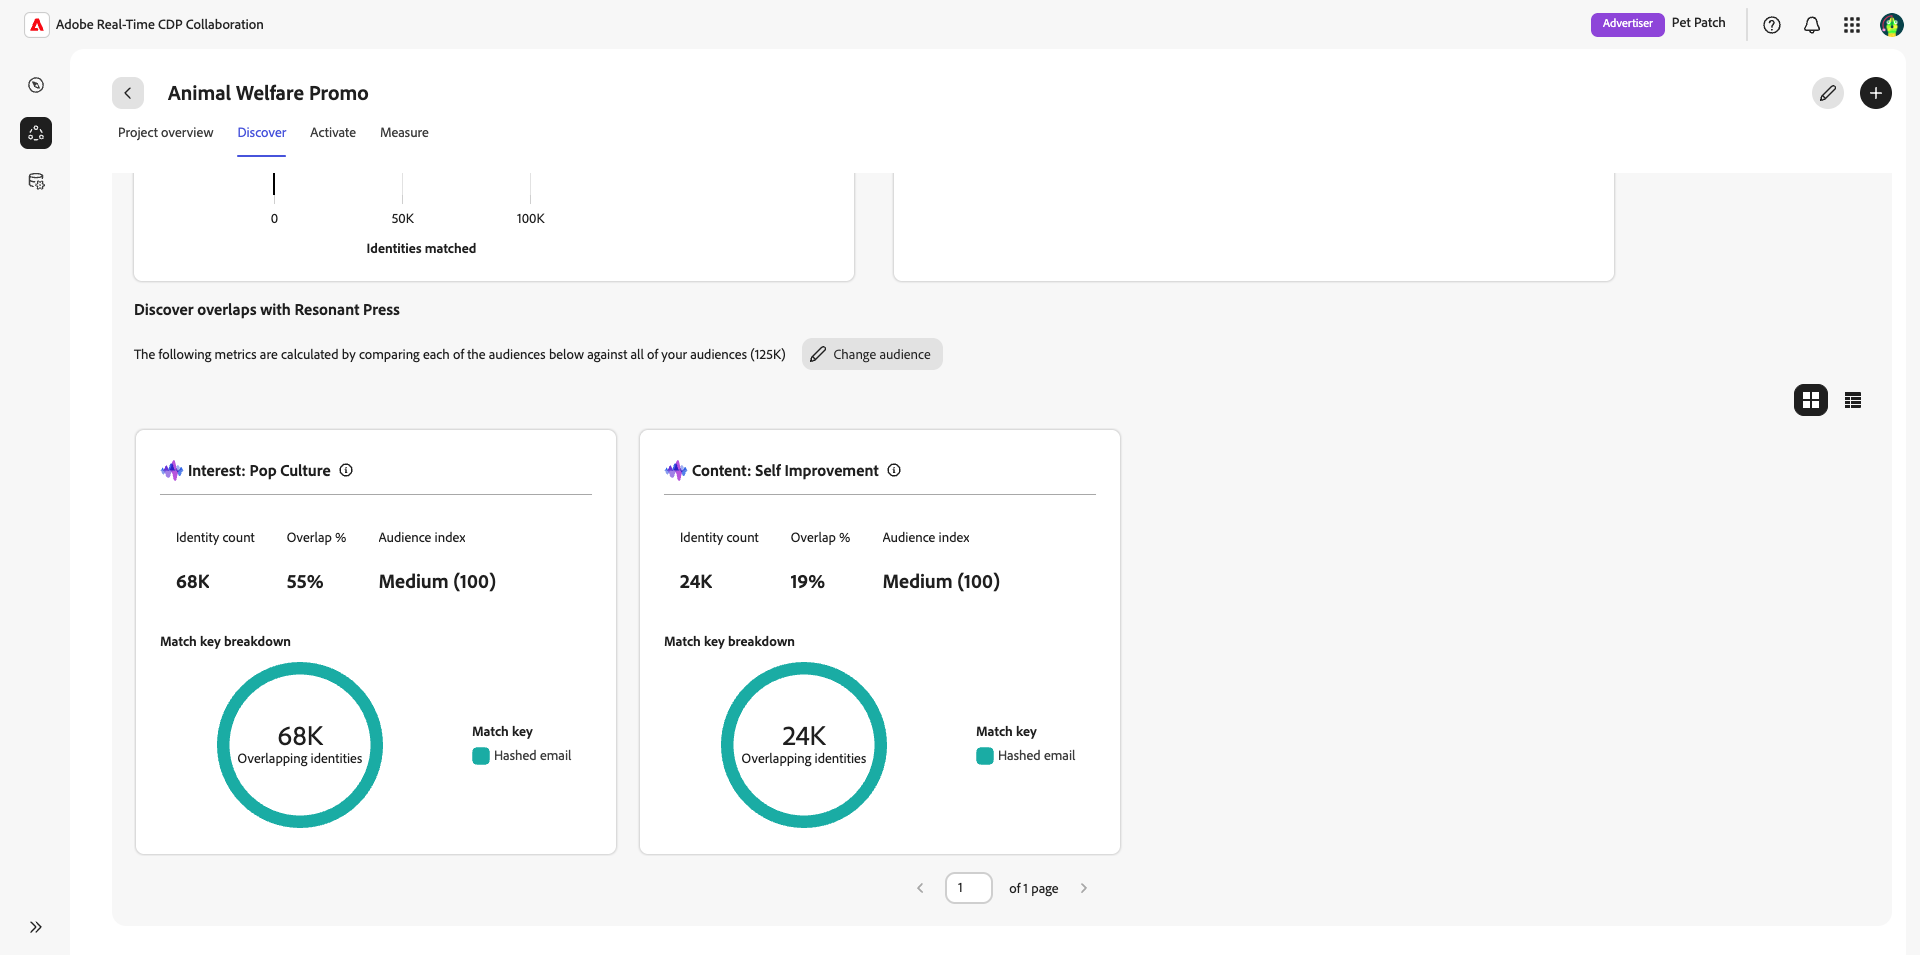 Adobe Real-Time CDP Collaboration
Advertiser Pet Patch
Animal Welfare Promo
Project overview Discover Activate Measure
0 50K 100K
Identities matched
Discover overlaps with Resonant Press
The following metrics are calculated by comparing each of the audiences below against all of your audiences (125K) Change audience
Interest: Pop Culture
Identity count Overlap % Audience index
68K 55% Medium (100)
Match key breakdown
68K
Overlapping identities
Match key
Hashed email
Content: Self Improvement
Identity count Overlap % Audience index
24K 19% Medium (100)
Match key breakdown
24K
Overlapping identities
Match key
Hashed email
1 of 1 page